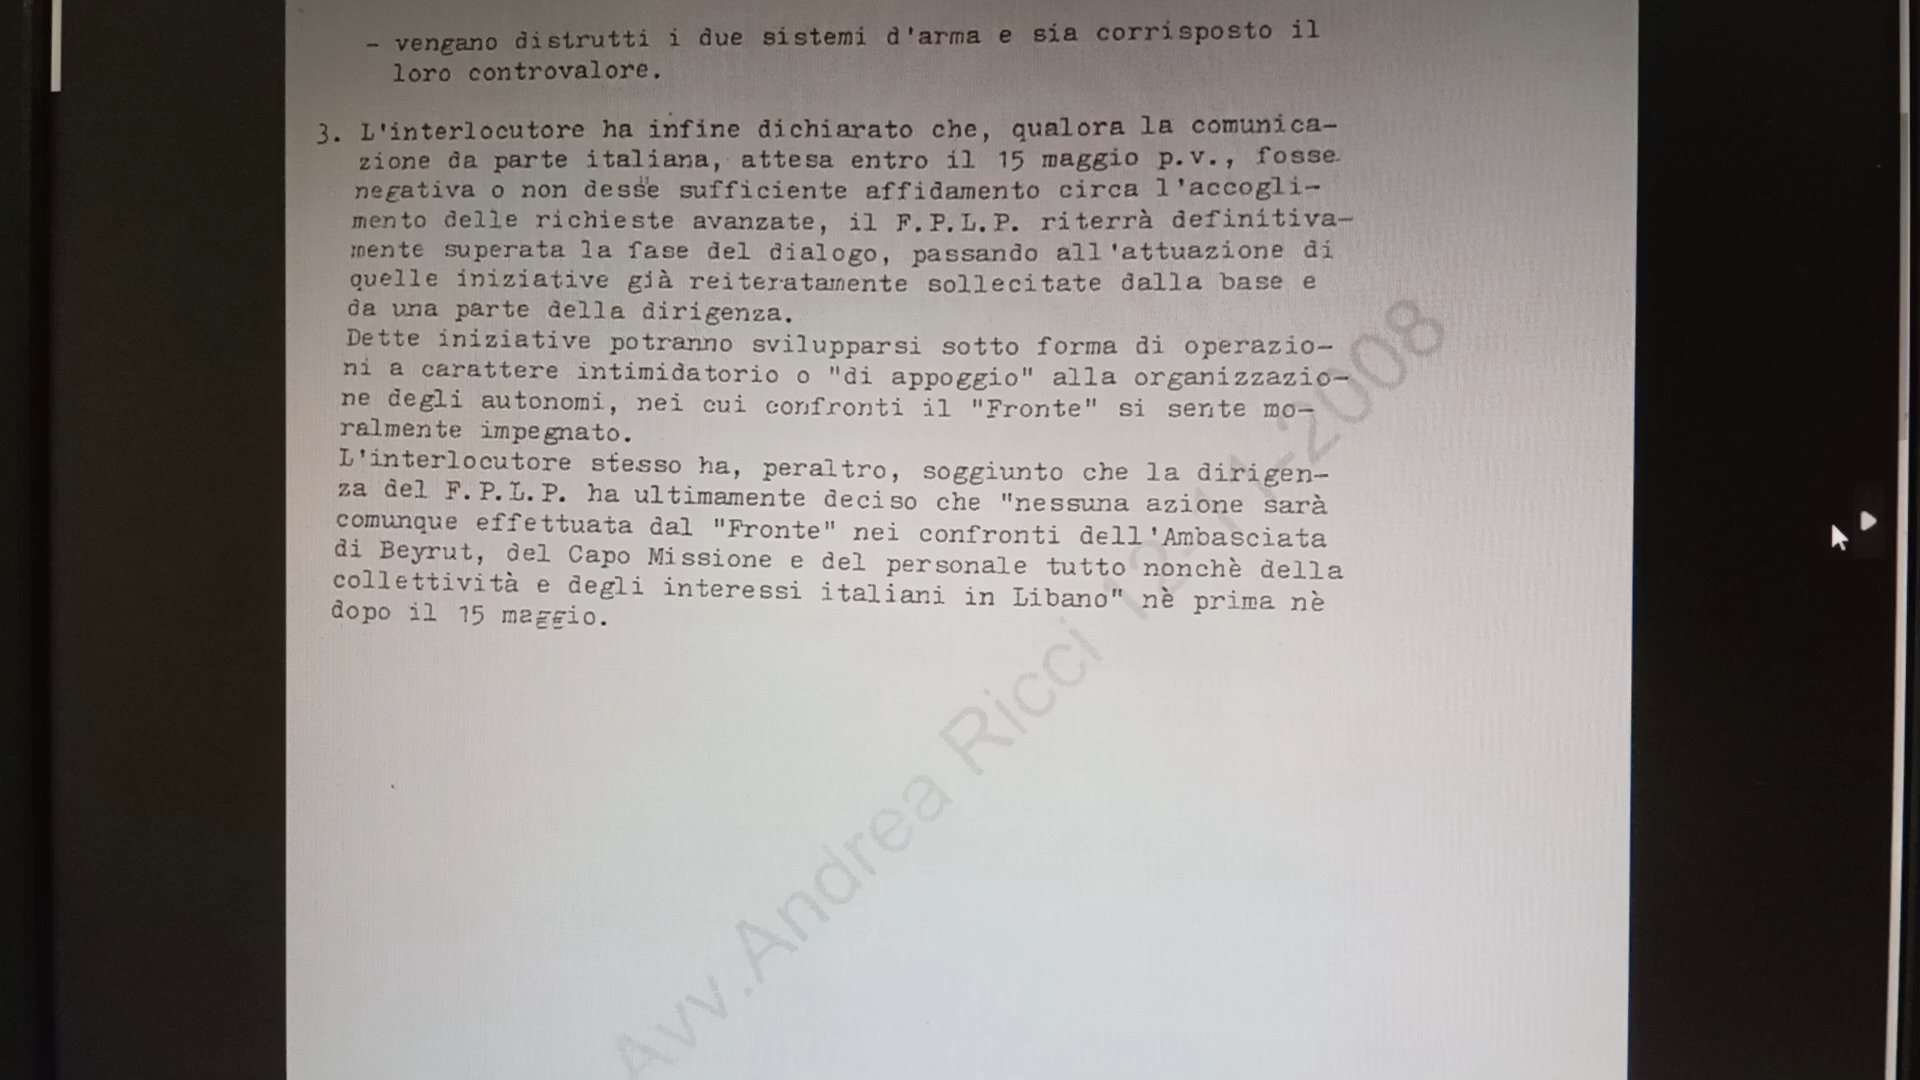 - vengano distrutti i due sistemi d'arma e sia corrisposto il
loro controvalore.
3. L'interlocutore ha infine dichiarato che, qualora la comunica-
zione da parte italiana, attesa entro il 15 maggio p.v., fosse
negativa o non desse sufficiente affidamento circa l'accogli-
mento delle richieste avanzate, il F.P.L.P. riterrà definitiva-
mente superata la fase del dialogo, passando all'attuazione di
quelle iniziative già reiteratamente sollecitate dalla base e
da una parte della dirigenza.
Dette iniziative potranno svilupparsi sotto forma di operazio-
ni a carattere intimidatorio o "di appoggio" alla organizzazio-
ne degli autonomi, nei cui confronti il "Fronte" si sente mo-
ralmente impegnato.
L'interlocutore stesso ha, peraltro, soggiunto che la dirigen-
za del F.P.L.P. ha ultimamente deciso che "nessuna azione sarà
comunque effettuata dal "Fronte" nei confronti dell'Ambasciata
di Beyrut, del Capo Missione e del personale tutto nonchè della
collettività e degli interessi italiani in Libano" nè prima nè
dopo il 15 maggio.
Avv.Andrea Ricci 12-11-2008